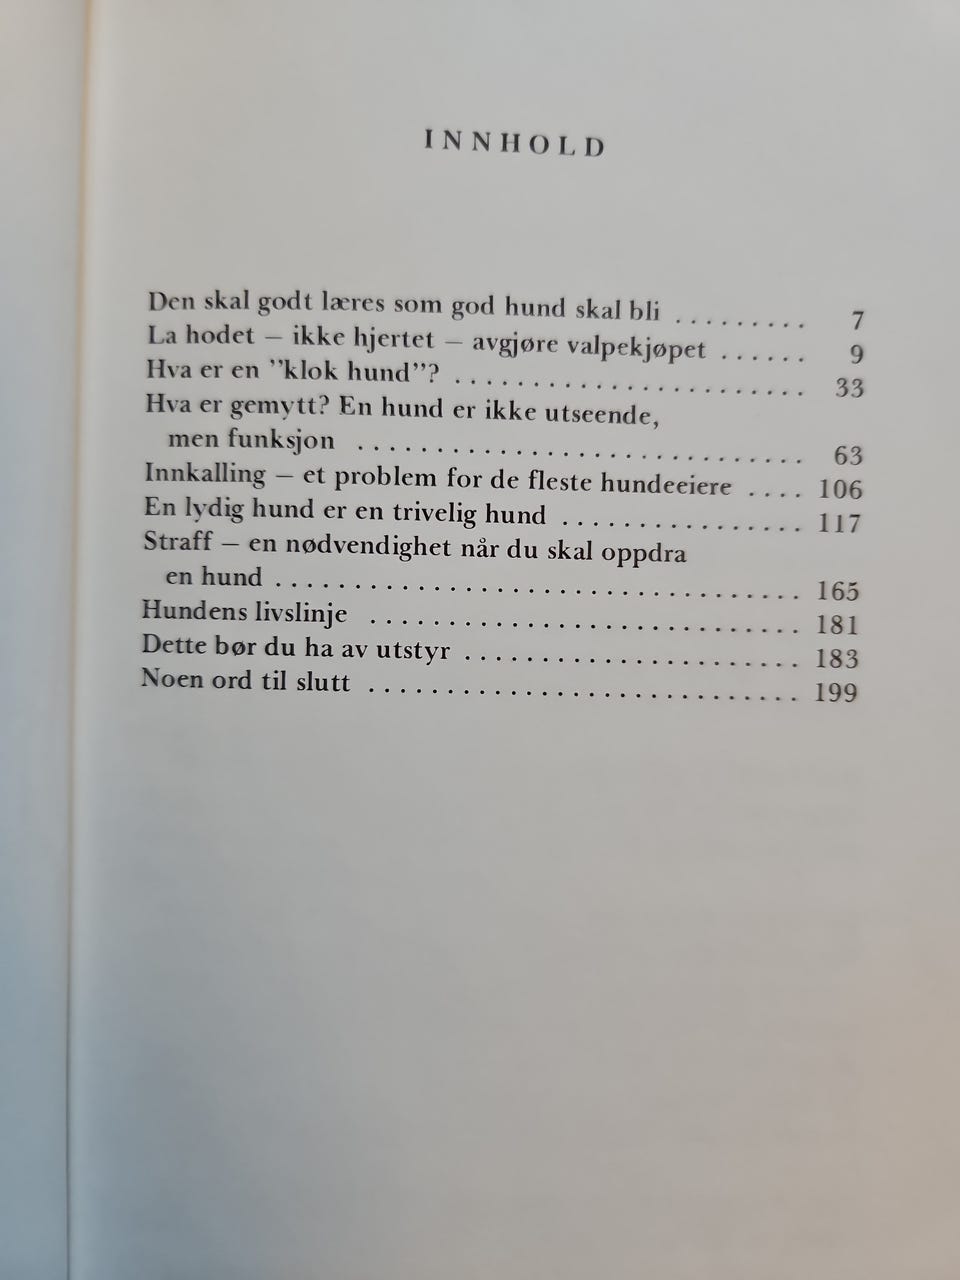 INNHOLD
Den skal godt læres som god hund skal bli ......... 7
La hodet – ikke hjertet – avgjøre valpekjøpet ...... 9
Hva er en ”klok hund”? ....................... 33
Hva er gemytt? En hund er ikke utseende,
men funksjon ............................. 63
Innkalling – et problem for de fleste hundeeiere .... 106
En lydig hund er en trivelig hund ................ 117
Straff – en nødvendighet når du skal oppdra
en hund .................................. 165
Hundens livslinje ............................ 181
Dette bør du ha av utstyr ...................... 183
Noen ord til slutt ............................ 199